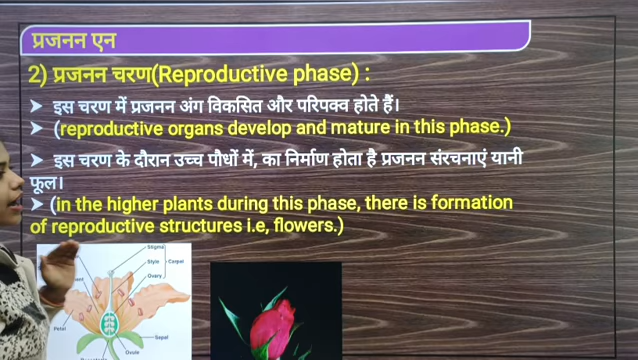 प्रजनन एन
2) प्रजनन चरण(Reproductive phase) :
➤ इस चरण में प्रजनन अंग विकसित और परिपक्व होते हैं।
➤ (reproductive organs develop and mature in this phase.)
➤ इस चरण के दौरान उच्च पौधों में, का निर्माण होता है प्रजनन संरचनाएं यानी
फूल।
➤ (in the higher plants during this phase, there is formation
of reproductive structures i.e, flowers.)
Stigma
Style
Carpel
Ovary
Petal
Sepal
Ovule